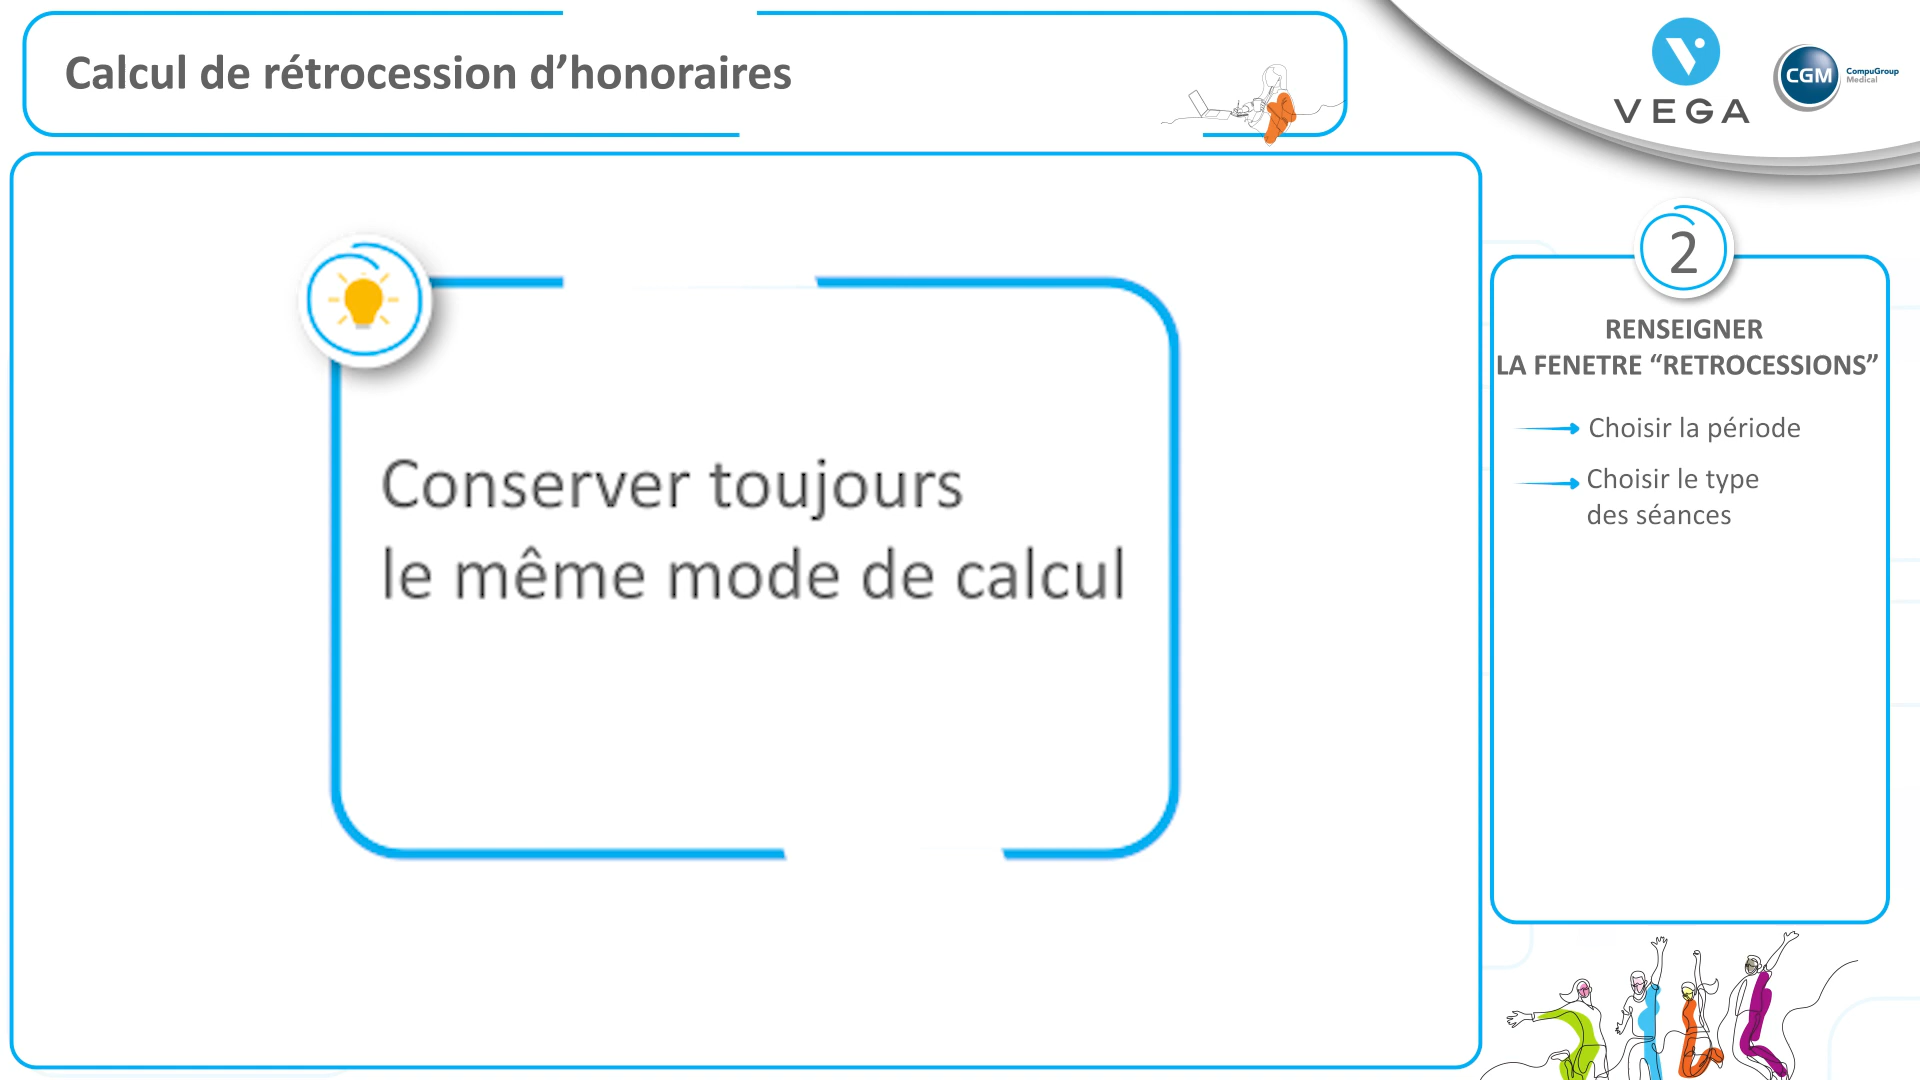 Calcul de rétrocession d’honoraires
VEGA
CGM
CompuGroup
Medical
Conserver toujours
le même mode de calcul
2
RENSEIGNER
LA FENETRE “RETROCESSIONS”
Choisir la période
Choisir le type
des séances